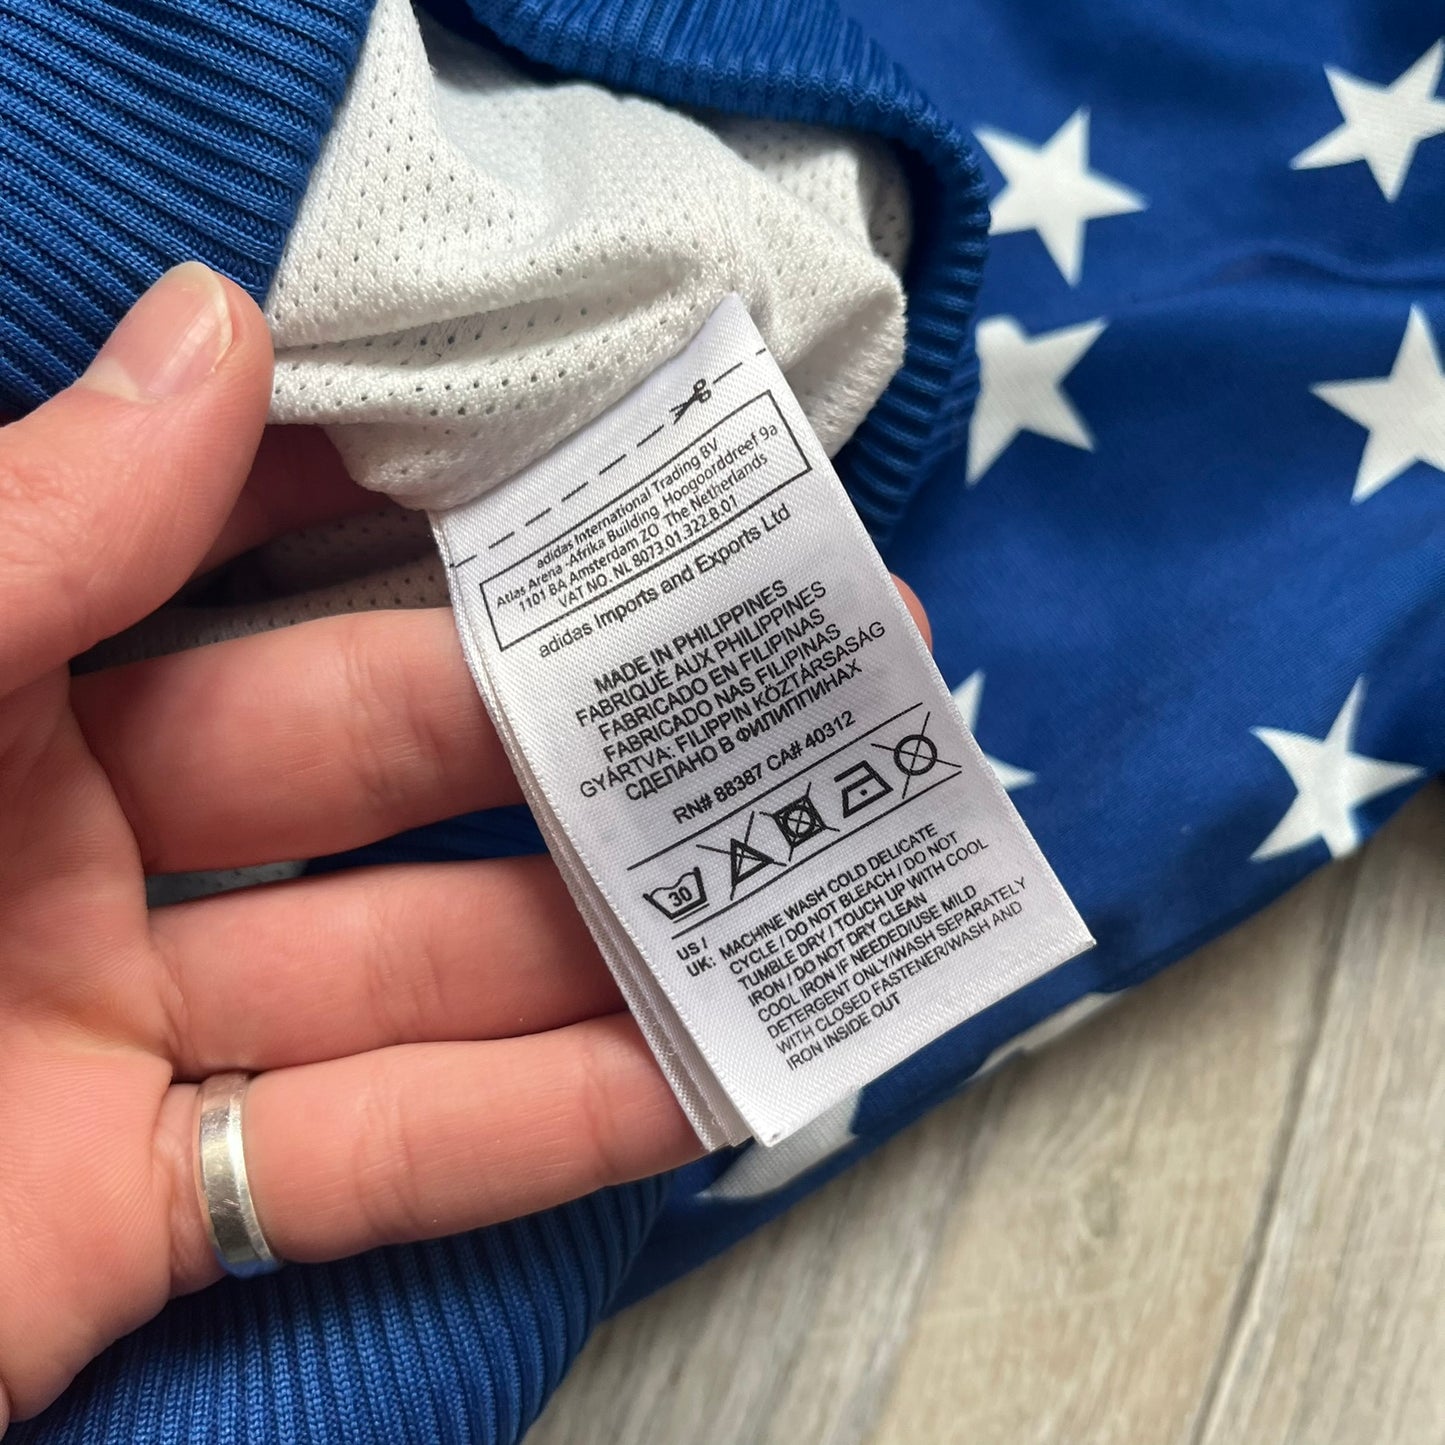 adidas International Trading BV
Atlas Arena -Afrika Building Hoogoorddreef 9a
1101 BA Amsterdam ZO The Netherlands
VAT NO. NL 8073.01.322.B.01
adidas Imports and Exports Ltd
MADE IN PHILIPPINES
FABRIQUÉ AUX PHILIPPINES
FABRICADO EN FILIPINAS
FABRICADO NAS FILIPINAS
GYÁRTVA: FILIPPIN KÖZTÁRSASÁG
СДЕЛАНО В ФИЛИППИНАХ
RN# 88387 CA# 40312
30
US / UK: MACHINE WASH COLD DELICATE
CYCLE / DO NOT BLEACH / DO NOT
TUMBLE DRY / TOUCH UP WITH COOL
IRON / DO NOT DRY CLEAN
COOL IRON IF NEEDED/USE MILD
DETERGENT ONLY/WASH SEPARATELY
WITH CLOSED FASTENER/WASH AND
IRON INSIDE OUT